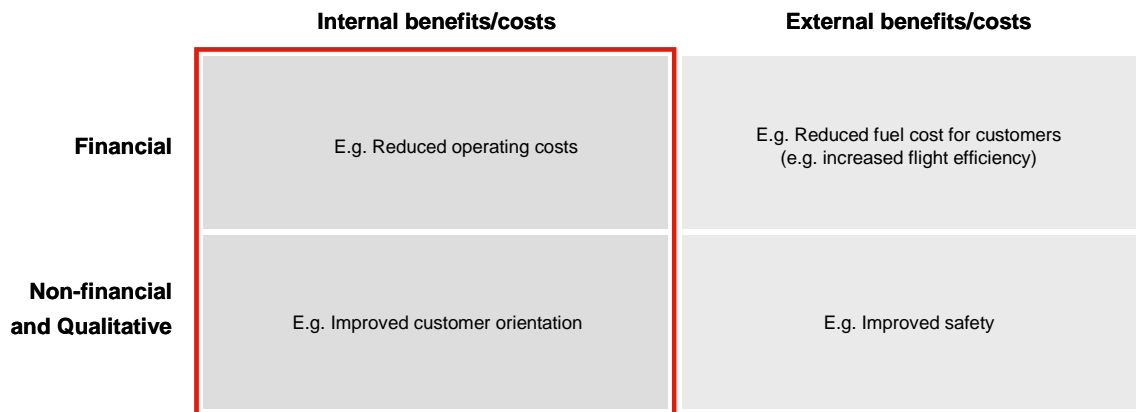 Internal benefits/costs
External benefits/costs
Financial
E.g. Reduced operating costs
E.g. Reduced fuel cost for customers
(e.g. increased flight efficiency)
Non-financial
and Qualitative
E.g. Improved customer orientation
E.g. Improved safety